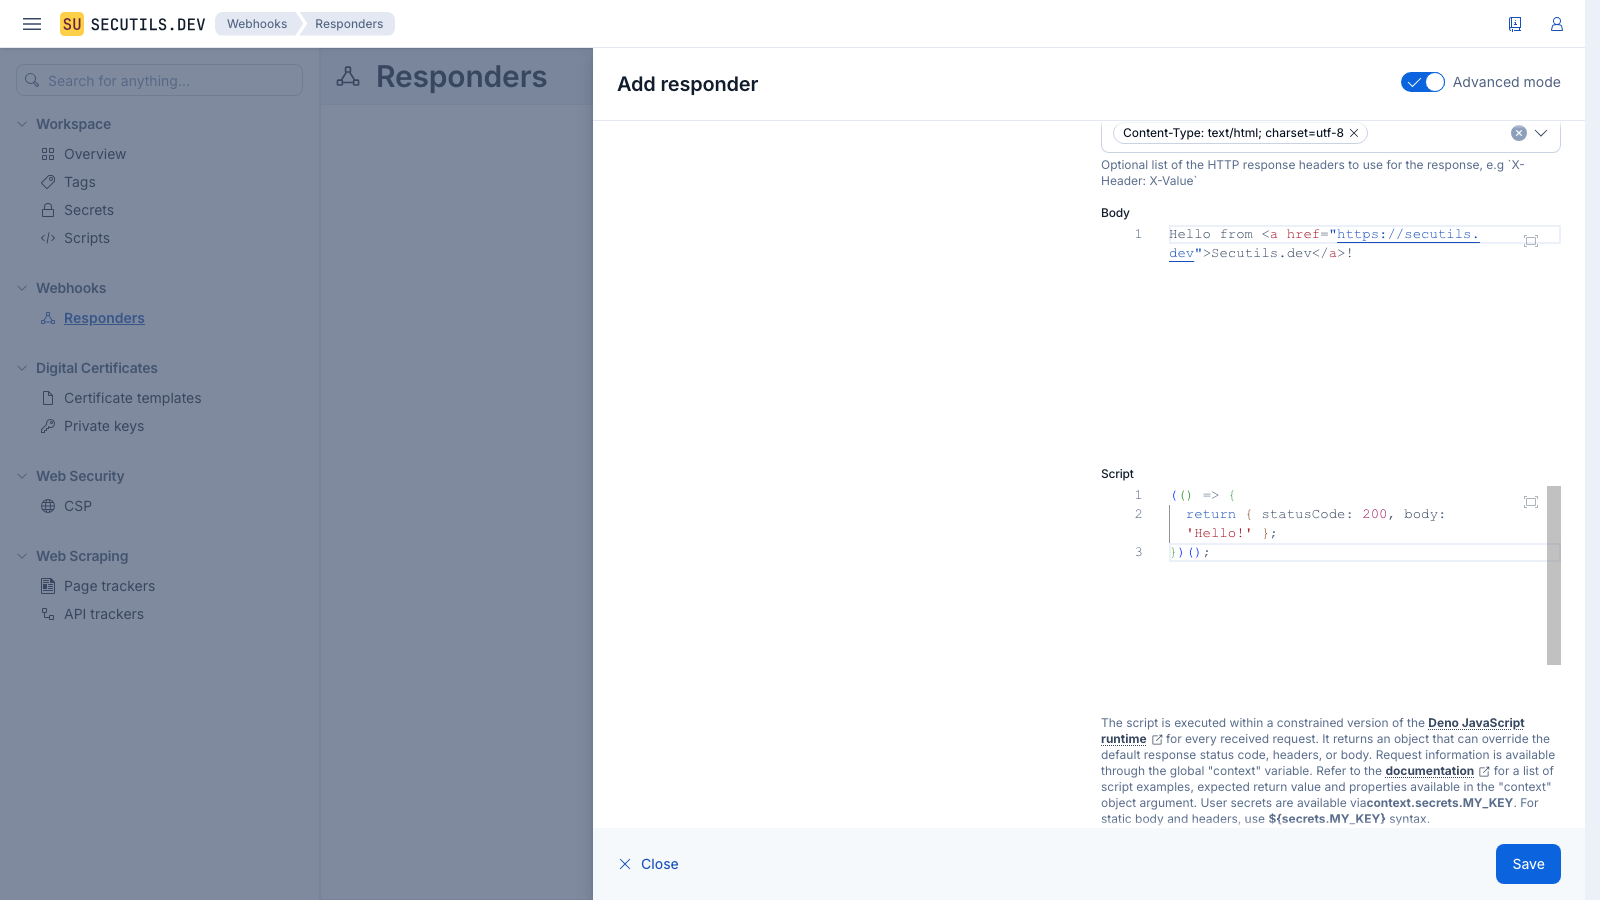 SU SECUTILS.DEV
Webhooks
Responders
Search for anything...
Workspace
Overview
Tags
Secrets
Scripts
Webhooks
Responders
Digital Certificates
Certificate templates
Private keys
Web Security
CSP
Web Scraping
Page trackers
API trackers
Responders
Add responder
Advanced mode
Content-Type: text/html; charset=utf-8
Optional list of the HTTP response headers to use for the response, e.g `X-
Header: X-Value`
Body
1 Hello from <a href="https://secutils.
dev">Secutils.dev</a>!
Script
1 (() => {
2 return { statusCode: 200, body:
'Hello!' };
3 })();
The script is executed within a constrained version of the Deno JavaScript
runtime for every received request. It returns an object that can override the
default response status code, headers, or body. Request information is available
through the global "context" variable. Refer to the documentation for a list of
script examples, expected return value and properties available in the "context"
object argument. User secrets are available viacontext.secrets.MY_KEY. For
static body and headers, use ${secrets.MY_KEY} syntax.
Close
Save